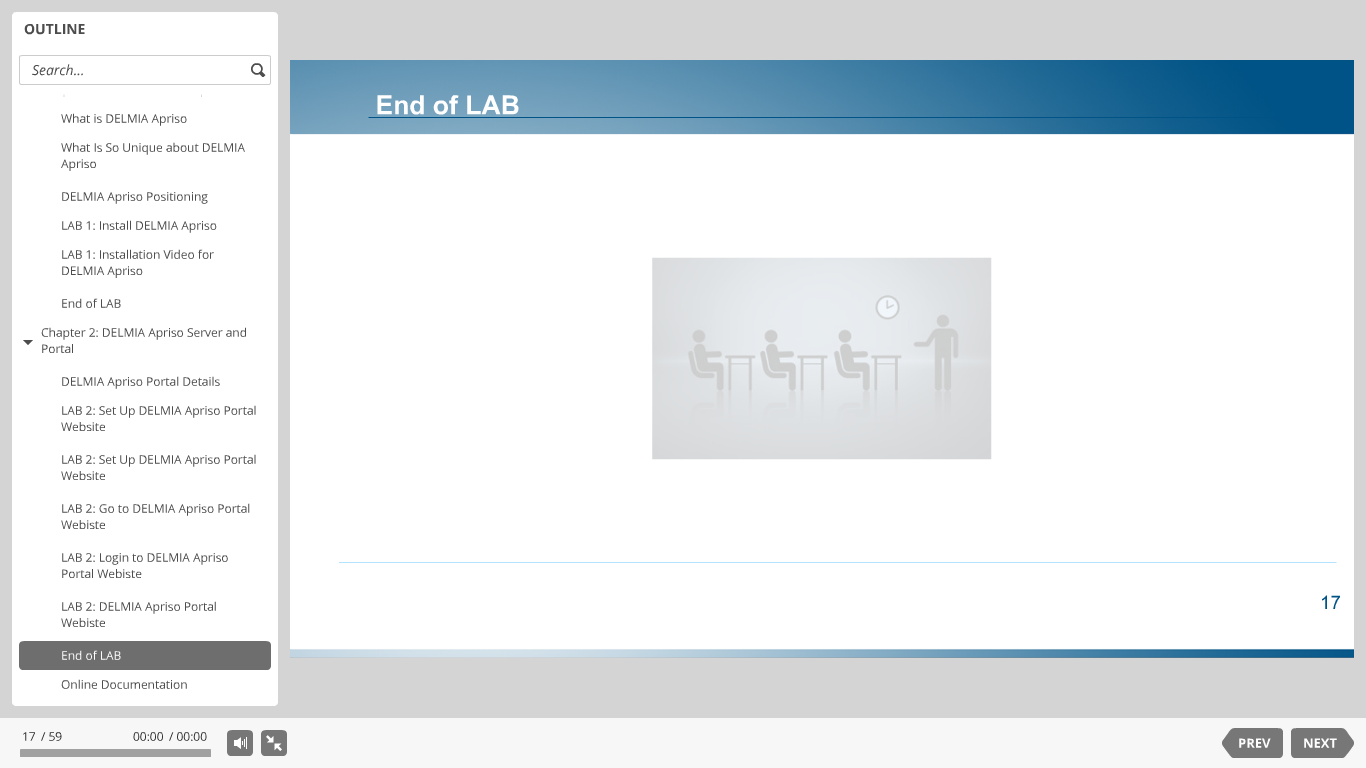 OUTLINE
Search...
What is DELMIA Apriso
What Is So Unique about DELMIA
Apriso
DELMIA Apriso Positioning
LAB 1: Install DELMIA Apriso
LAB 1: Installation Video for
DELMIA Apriso
End of LAB
Chapter 2: DELMIA Apriso Server and
Portal
DELMIA Apriso Portal Details
LAB 2: Set Up DELMIA Apriso Portal
Website
LAB 2: Set Up DELMIA Apriso Portal
Website
LAB 2: Go to DELMIA Apriso Portal
Webiste
LAB 2: Login to DELMIA Apriso
Portal Webiste
LAB 2: DELMIA Apriso Portal
Webiste
End of LAB
Online Documentation
End of LAB
17
17 / 59
00:00 / 00:00
PREV
NEXT